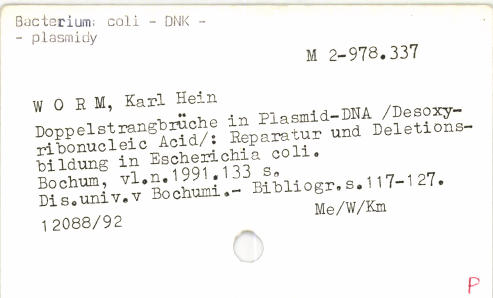 Bacterium: coli - DNK -
- plasmidy
M 2-978.337
W O R M, Karl Hein
Doppelstrangbrüche in Plasmid-DNA /Desoxy-
ribonucleic Acid/: Reparatur und Deletions-
bildung in Escherichia coli.
Bochum, vl.n.1991.133 s.
Dis.univ.v Bochumi.- Bibliogr.s.117-127.
12088/92
Me/W/Km
P